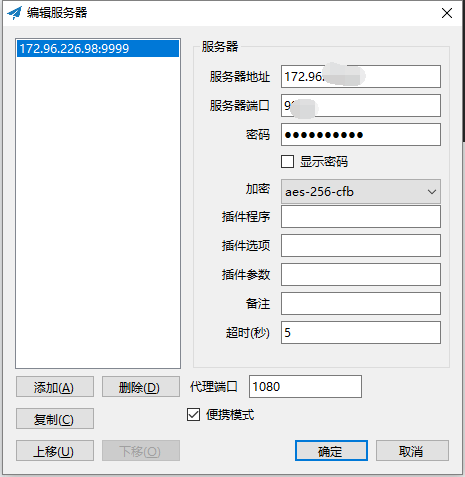 编辑服务器
172.96.226.98:9999
服务器
服务器地址 172.96.
服务器端口 9
密码 ●●●●●●●●●●
显示密码
加密 aes-256-cfb
插件程序
插件选项
插件参数
备注
超时(秒) 5
添加(A) 删除(D) 代理端口 1080
复制(C) 便携模式
上移(U) 下移(O) 确定 取消